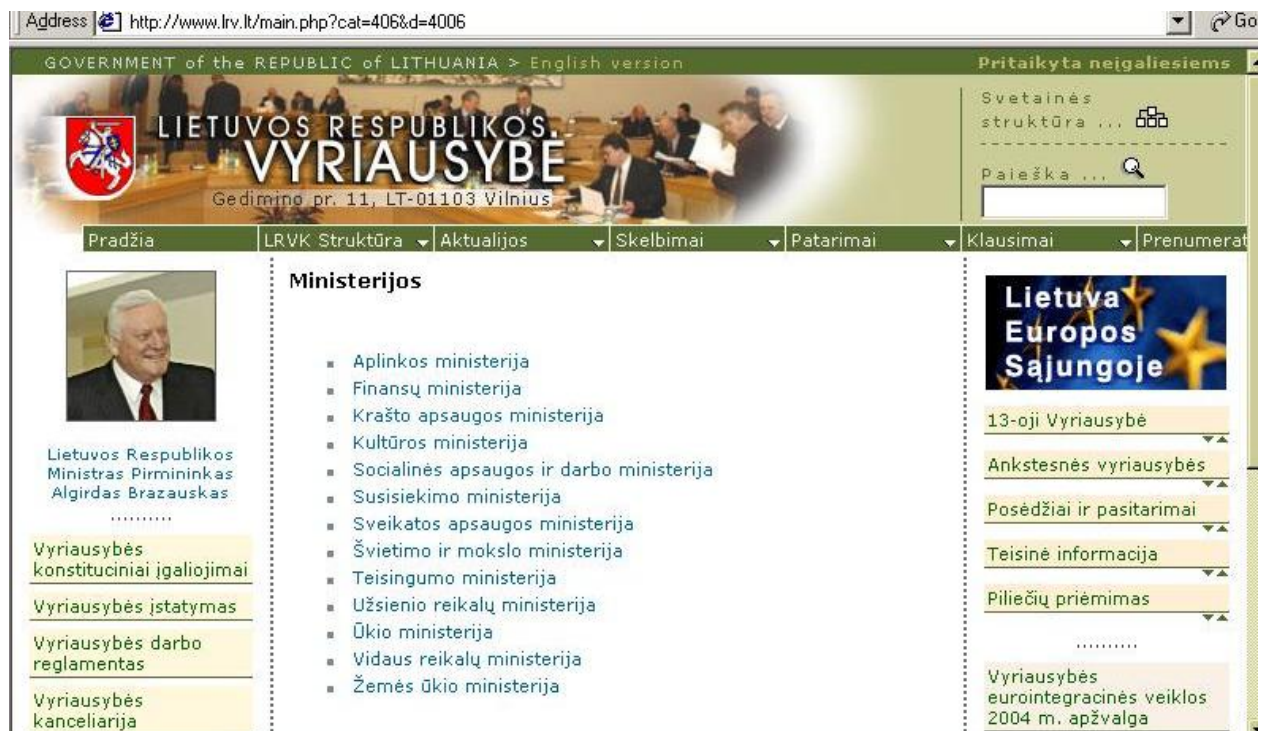 Address http://www.lrv.lt/main.php?cat=406&d=4006 Go
GOVERNMENT of the REPUBLIC of LITHUANIA > English version
Pritaikyta neįgaliesiems
LIETUVOS RESPUBLIKOS
VYRIAUSYBĖ
Gedimino pr. 11, LT-01103 Vilnius
Svetainės
struktūra ...
Paieška ...
Pradžia LRVK Struktūra Aktualijos Skelbimai Patarimai Klausimai Prenumerat
Lietuvos Respublikos
Ministras Pirmininkas
Algirdas Brazauskas
..........
Vyriausybės
konstituciniai įgaliojimai
Vyriausybės įstatymas
Vyriausybės darbo
reglamentas
Vyriausybės
kanceliarija
Ministerijos
Aplinkos ministerija
Finansų ministerija
Krašto apsaugos ministerija
Kultūros ministerija
Socialinės apsaugos ir darbo ministerija
Susisiekimo ministerija
Sveikatos apsaugos ministerija
Švietimo ir mokslo ministerija
Teisingumo ministerija
Užsienio reikalų ministerija
Ūkio ministerija
Vidaus reikalų ministerija
Žemės ūkio ministerija
Lietuva
Europos
Sąjungoje
13-oji Vyriausybė
Ankstesnės vyriausybės
Posėdžiai ir pasitarimai
Teisinė informacija
Piliečių priėmimas
..........
Vyriausybės
eurointegracinės veiklos
2004 m. apžvalga